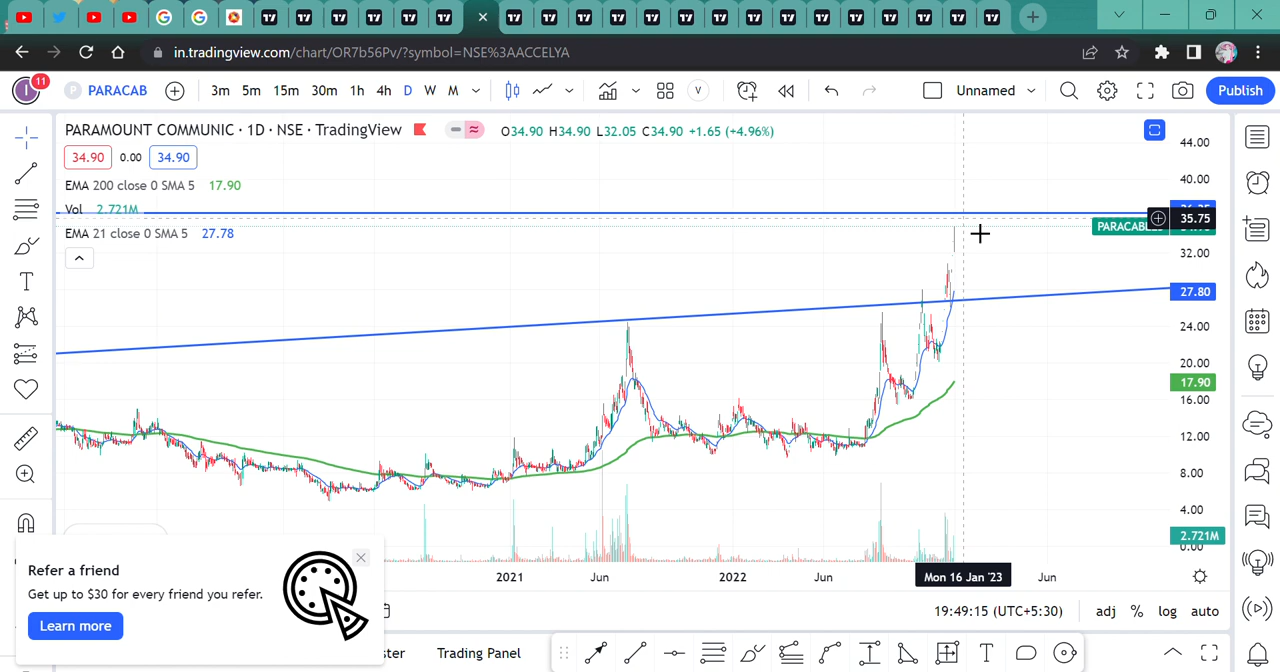 in.tradingview.com/chart/OR7b56Pv/?symbol=NSE%3AACCELYA
11
PARACAB 3m 5m 15m 30m 1h 4h D W M Unnamed Publish
PARAMOUNT COMMUNIC · 1D · NSE · TradingView O34.90 H34.90 L32.05 C34.90 +1.65 (+4.96%)
34.90 0.00 34.90
EMA 200 close 0 SMA 5 17.90
Vol 2.721M
EMA 21 close 0 SMA 5 27.78
44.00
40.00
35.75
32.00
27.80
24.00
20.00
17.90
16.00
12.00
8.00
4.00
2.721M
0.00
2021 Jun 2022 Jun Mon 16 Jan '23 Jun
Refer a friend
Get up to $30 for every friend you refer.
Learn more
19:49:15 (UTC+5:30) adj % log auto
Trading Panel